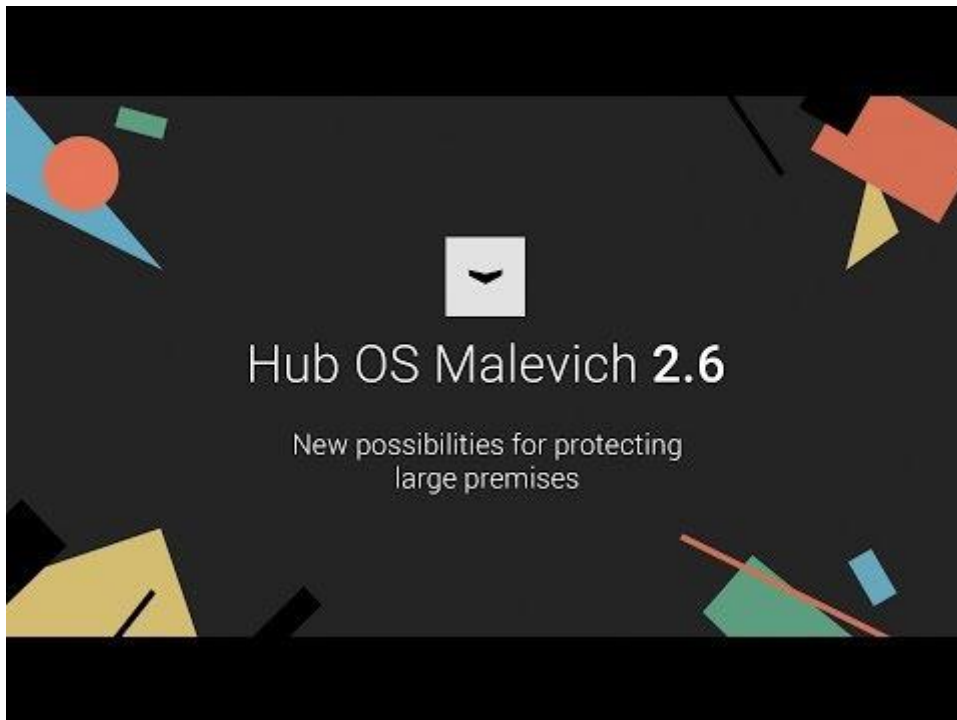 Hub OS Malevich 2.6
New possibilities for protecting
large premises